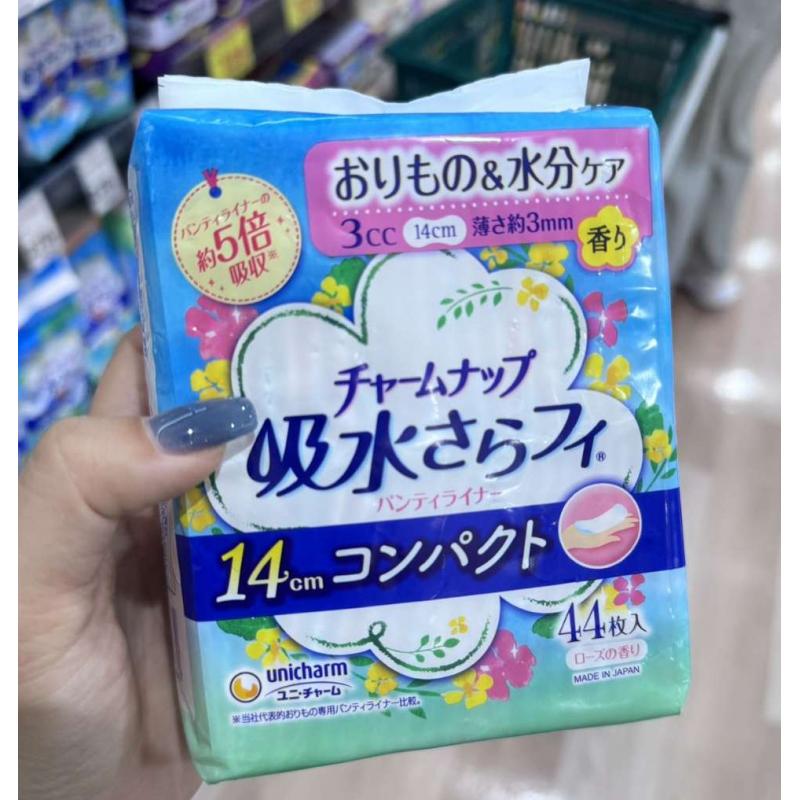 おりもの&水分ケア
3cc 14cm 薄さ約3mm
香り
パンティライナーの
約5倍
吸収※
チャームナップ
吸水さらフィ®
パンティライナー
14cm コンパクト
44枚入
ローズの香り
MADE IN JAPAN
unicharm
ユニ・チャーム
※当社代表的おりもの専用パンティライナー比較。